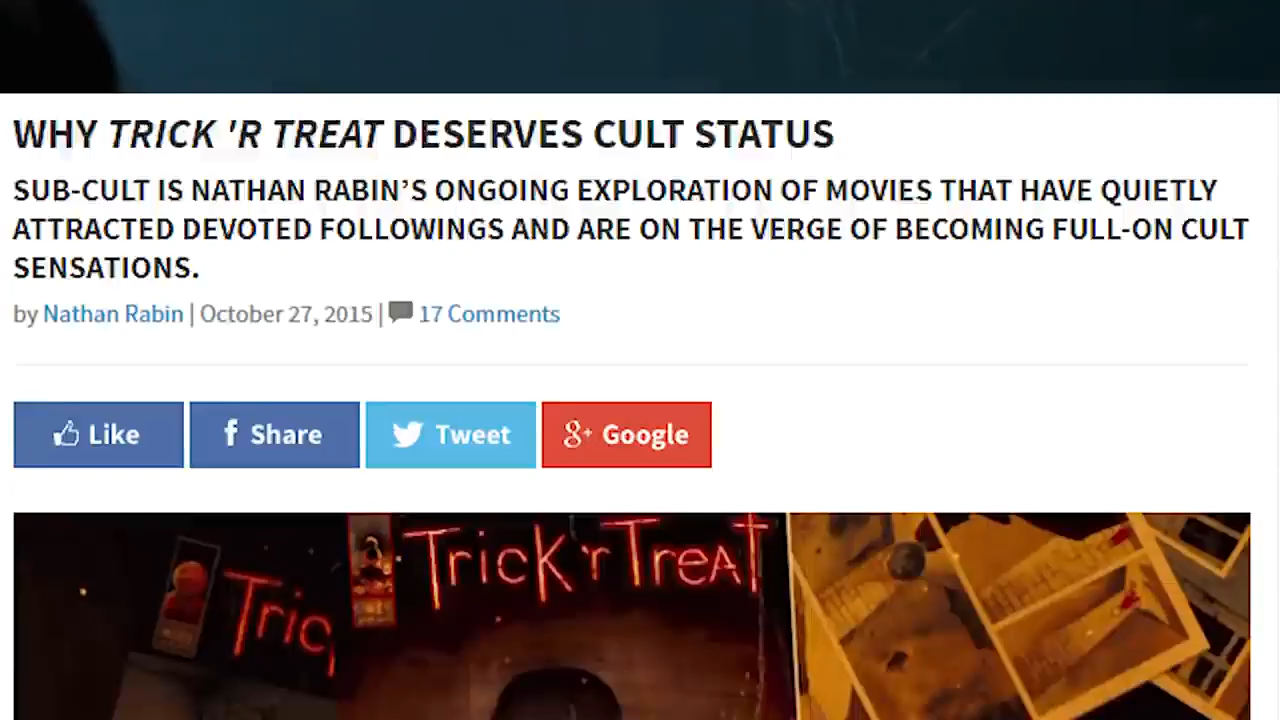 WHY TRICK 'R TREAT DESERVES CULT STATUS
SUB-CULT IS NATHAN RABIN’S ONGOING EXPLORATION OF MOVIES THAT HAVE QUIETLY
ATTRACTED DEVOTED FOLLOWINGS AND ARE ON THE VERGE OF BECOMING FULL-ON CULT
SENSATIONS.
by Nathan Rabin | October 27, 2015 | 17 Comments
Like Share Tweet g+ Google
Trick 'r Treat
Tric